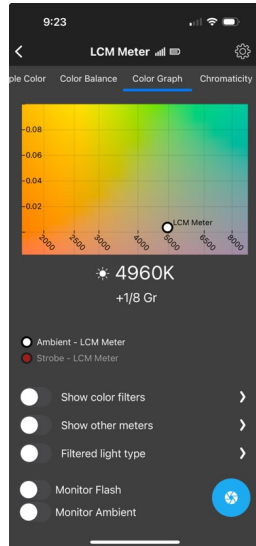 9:23
LCM Meter
ple Color Color Balance Color Graph Chromaticity
-0.08
-0.06
-0.04
-0.02
LCM Meter
2000 2500 3000 4000 5000 6500 8000
4960K
+1/8 Gr
Ambient - LCM Meter
Strobe - LCM Meter
Show color filters
Show other meters
Filtered light type
Monitor Flash
Monitor Ambient